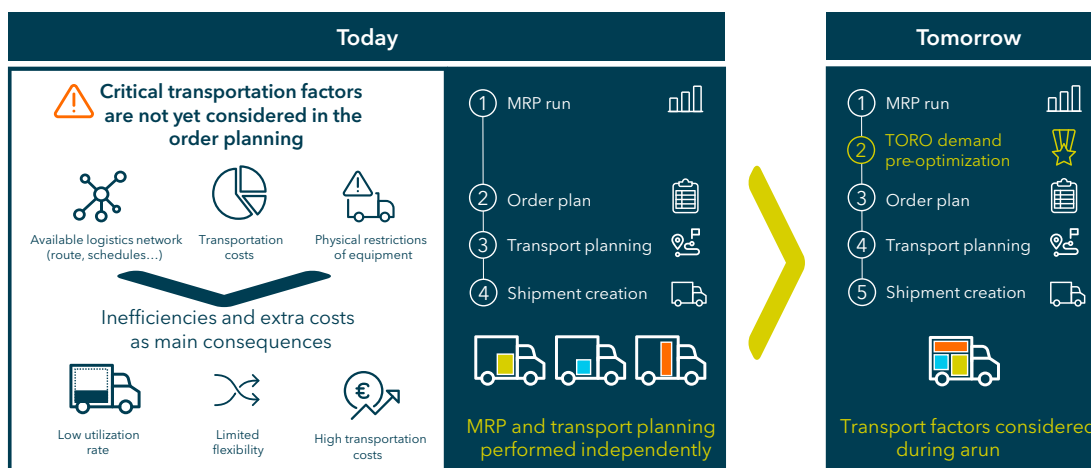 Today
Critical transportation factors
are not yet considered in the
order planning
Available logistics network
(route, schedules...)
Transportation
costs
Physical restrictions
of equipment
Inefficiencies and extra costs
as main consequences
€
Low utilization
rate
Limited
flexibility
High transportation
costs
1 MRP run
2 Order plan
3 Transport planning
4 Shipment creation
MRP and transport planning
performed independently
Tomorrow
1 MRP run
2 TORO demand
pre-optimization
3 Order plan
4 Transport planning
5 Shipment creation
Transport factors considered
during arun